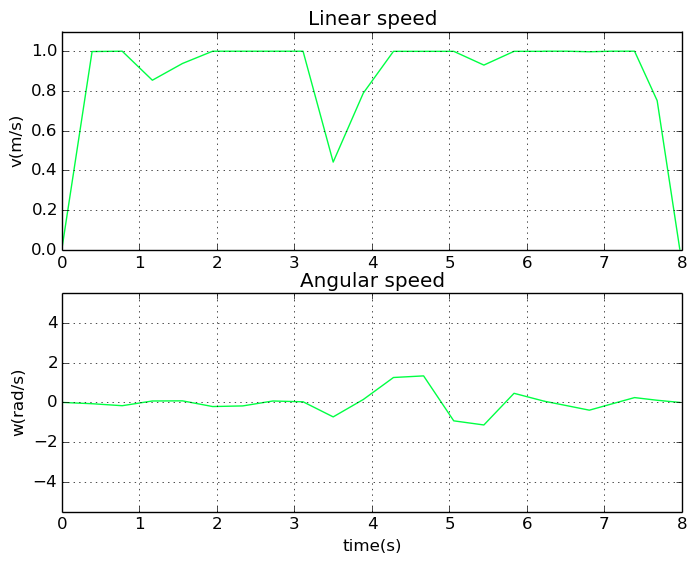 Linear speed
v(m/s)
1.0
0.8
0.6
0.4
0.2
0.0
0 1 2 3 4 5 6 7 8
Angular speed
w(rad/s)
4
2
0
−2
−4
0 1 2 3 4 5 6 7 8
time(s)